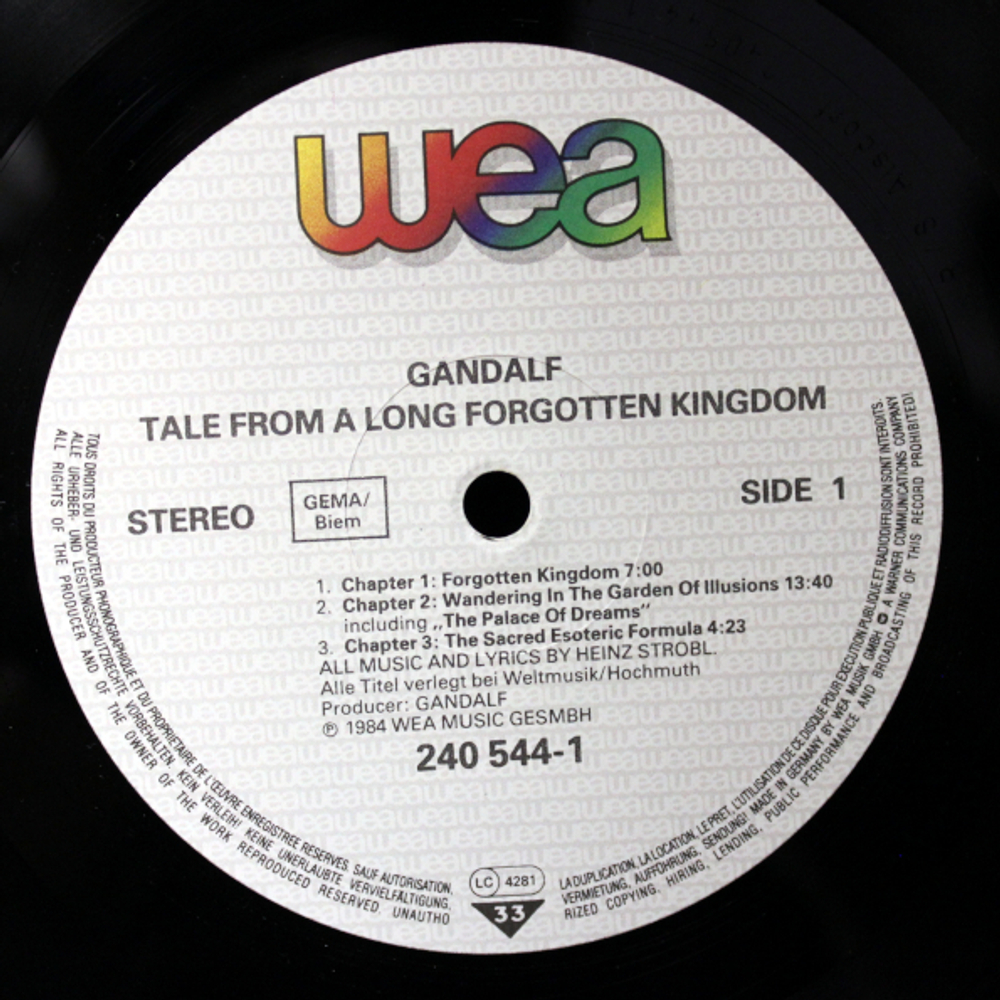 wea
GANDALF
TALE FROM A LONG FORGOTTEN KINGDOM
STEREO
GEMA/
Biem
SIDE 1
1. Chapter 1: Forgotten Kingdom 7:00
2. Chapter 2: Wandering In The Garden Of Illusions 13:40
including „The Palace Of Dreams"
3. Chapter 3: The Sacred Esoteric Formula 4:23
ALL MUSIC AND LYRICS BY HEINZ STROBL.
Alle Titel verlegt bei Weltmusik/Hochmuth
Producer: GANDALF
℗ 1984 WEA MUSIC GESMBH
240 544-1
TOUS DROITS DU PRODUCTEUR PHONOGRAPHIQUE ET DU PROPRIETAIRE DE L'ŒUVRE ENREGISTREE RESERVES. SAUF AUTORISATION,
LA DUPLICATION, LA LOCATION, LE PRET, L'UTILISATION DE CE DISQUE POUR EXECUTION PUBLIQUE ET RADIODIFFUSION SONT INTERDITS.
ALLE URHEBER- UND LEISTUNGSSCHUTZRECHTE VORBEHALTEN. KEIN VERLEIH! KEINE UNERLAUBTE VERVIELFÄLTIGUNG,
VERMIETUNG, AUFFÜHRUNG, SENDUNG! MADE IN GERMANY BY WEA MUSIK GMBH A WARNER COMMUNICATIONS COMPANY
ALL RIGHTS OF THE PRODUCER AND OF THE OWNER OF THE WORK REPRODUCED RESERVED. UNAUTHO
RIZED COPYING, HIRING, LENDING, PUBLIC PERFORMANCE AND BROADCASTING OF THIS RECORD PROHIBITED!
LC 4281
33